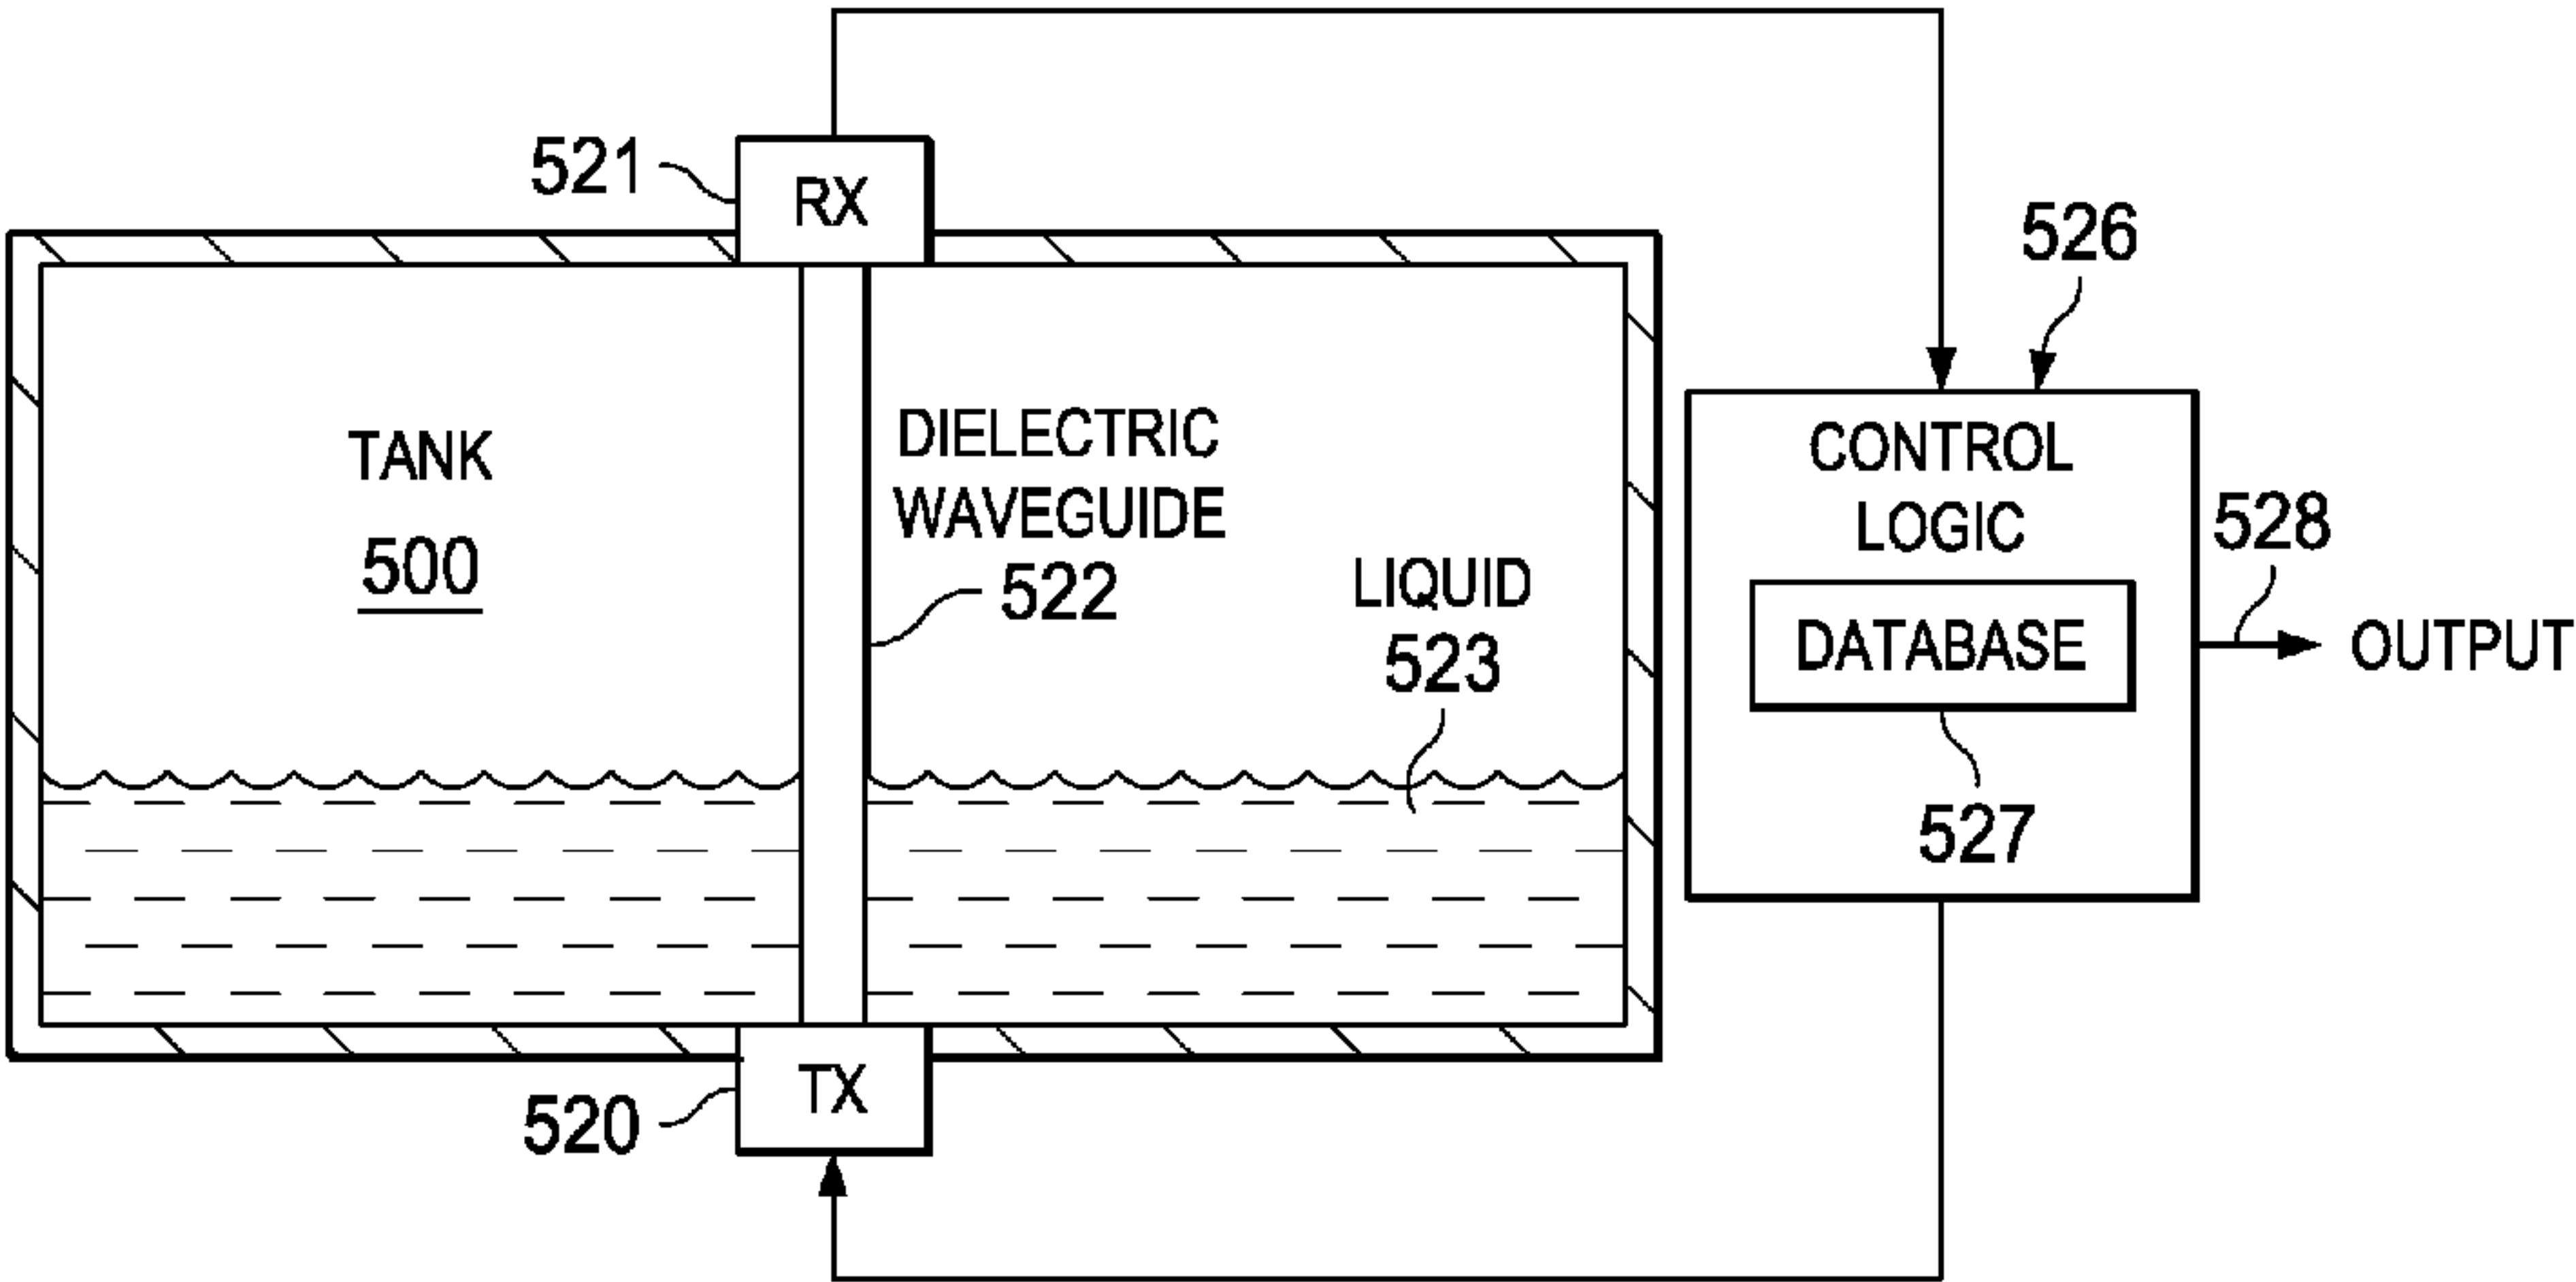 521
RX
526
TANK
500
DIELECTRIC
WAVEGUIDE
522
LIQUID
523
CONTROL
LOGIC
DATABASE
527
528
OUTPUT
520
TX